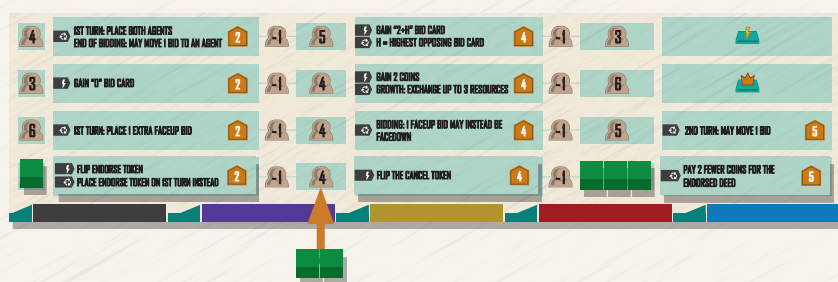 4 1ST TURN: PLACE BOTH AGENTS
END OF BIDDING: MAY MOVE 1 BID TO AN AGENT 2 -1 5 GAIN "2+H" BID CARD
H = HIGHEST OPPOSING BID CARD 4 -1 3
3 GAIN "0" BID CARD 2 -1 4 GAIN 2 COINS
GROWTH: EXCHANGE UP TO 3 RESOURCES 4 -1 6
6 1ST TURN: PLACE 1 EXTRA FACEUP BID 2 -1 4 BIDDING: 1 FACEUP BID MAY INSTEAD BE
FACEDOWN 4 -1 5 2ND TURN: MAY MOVE 1 BID 5
FLIP ENDORSE TOKEN
PLACE ENDORSE TOKEN ON 1ST TURN INSTEAD 2 -1 4 FLIP THE CANCEL TOKEN 4 -1 PAY 2 FEWER COINS FOR THE
ENDORSED DEED 5